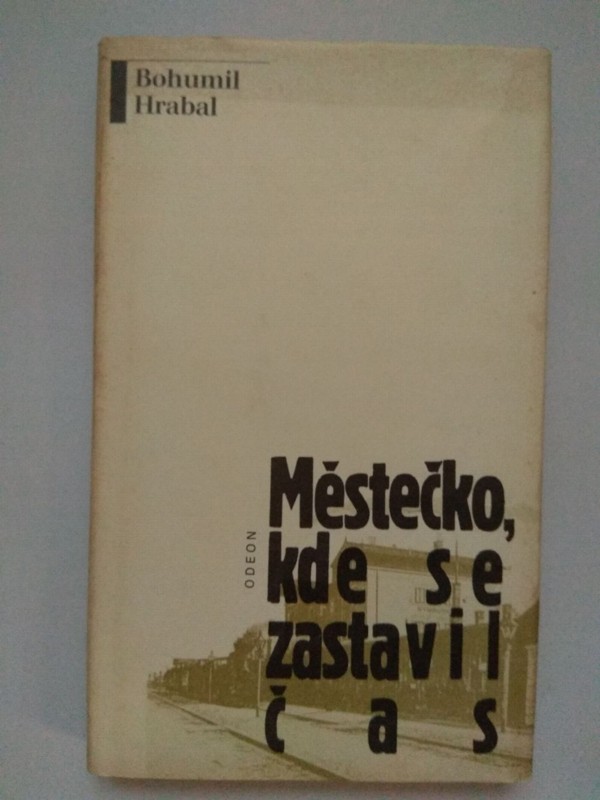 Bohumil
Hrabal
Městečko,
kde se
zastavil
čas
ODEON